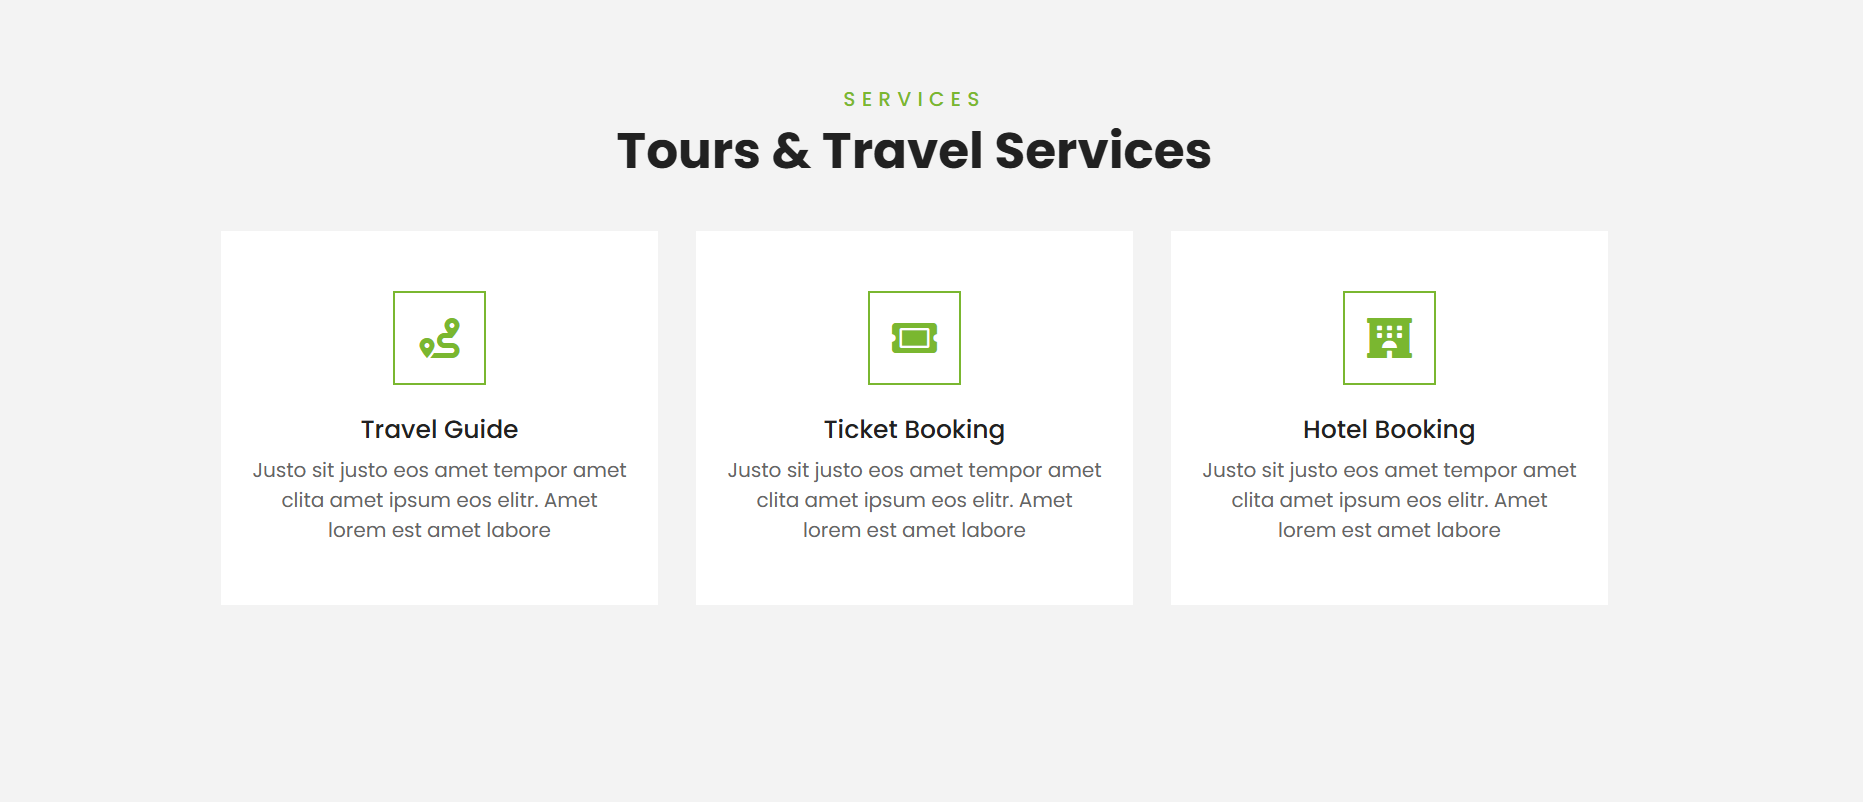 SERVICES
Tours & Travel Services
Travel Guide
Justo sit justo eos amet tempor amet
clita amet ipsum eos elitr. Amet
lorem est amet labore
Ticket Booking
Justo sit justo eos amet tempor amet
clita amet ipsum eos elitr. Amet
lorem est amet labore
Hotel Booking
Justo sit justo eos amet tempor amet
clita amet ipsum eos elitr. Amet
lorem est amet labore